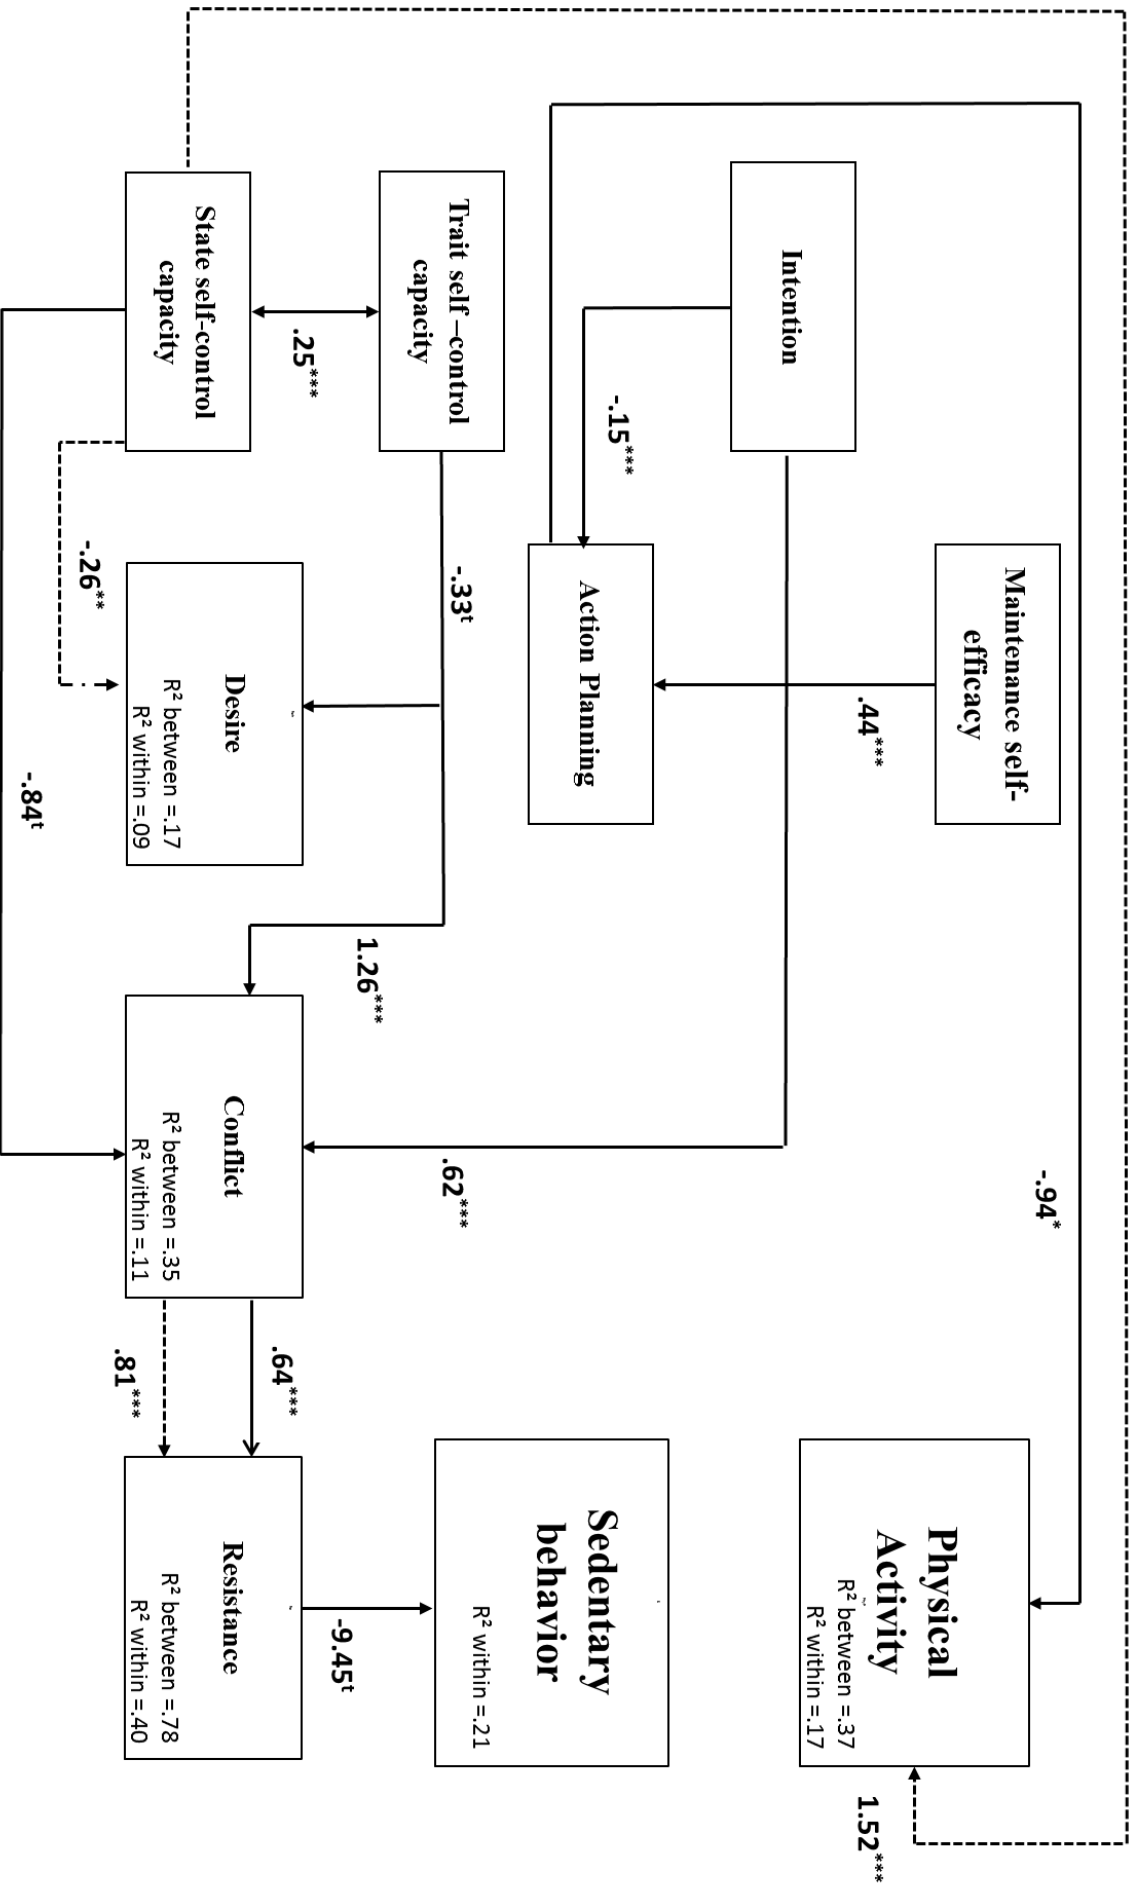 Maintenance self-
efficacy
.44***
-.94*
Physical
Activity
R² between =.37
R² within =.17
1.52***
Intention
-.15***
Action Planning
.62***
Sedentary
behavior
R² within =.21
Trait self–control
capacity
-.33ᵗ
1.26***
.25***
State self-control
capacity
-.26**
-.84ᵗ
Desire
R² between =.17
R² within =.09
Conflict
R² between =.35
R² within =.11
.64***
.81***
Resistance
R² between =.78
R² within =.40
-9.45ᵗ